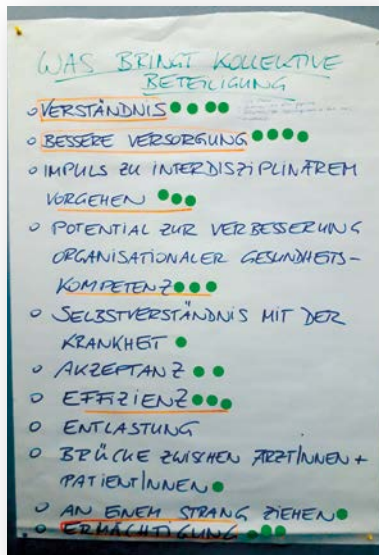 WAS BRINGT KOLLEKTIVE
BETEILIGUNG
VERSTÄNDNIS
BESSERE VERSORGUNG
IMPULS ZU INTERDISZIPLINÄREM
VORGEHEN
POTENTIAL ZUR VERBESSERUNG
ORGANISATIONALER GESUNDHEITS-
KOMPETENZ
SELBSTVERSTÄNDNIS MIT DER
KRANKHEIT
AKZEPTANZ
EFFIZIENZ
ENTLASTUNG
BRÜCKE ZWISCHEN ÄRZTINNEN +
PATIENTINNEN
AN EINEM STRANG ZIEHEN
ERMÄCHTIGUNG